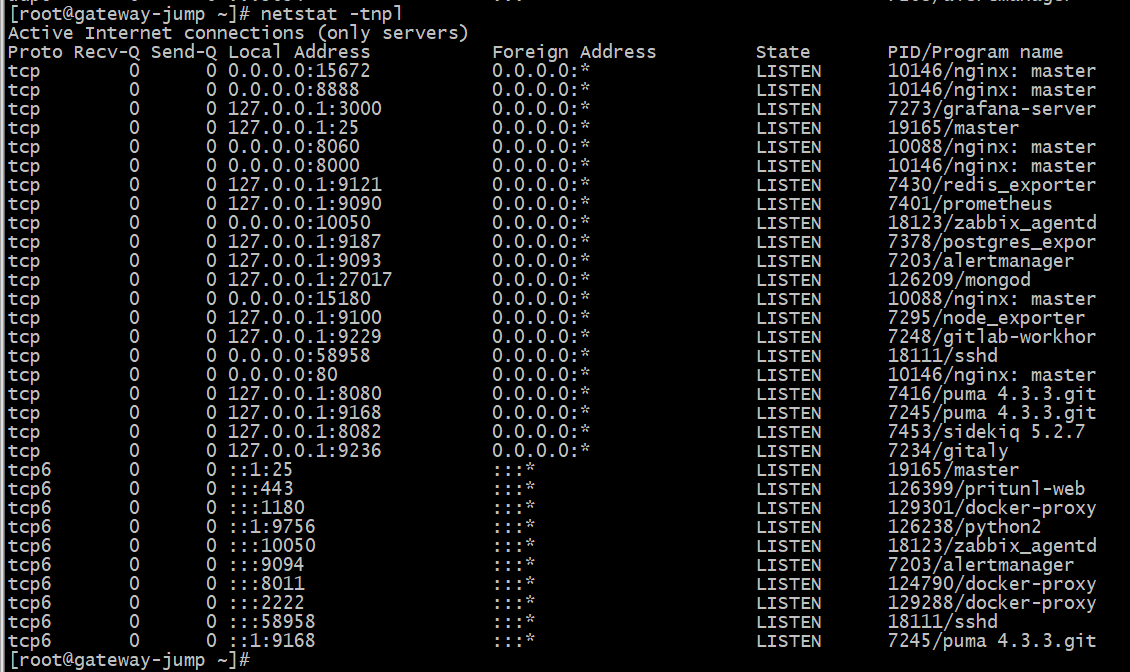 [root@gateway-jump ~]# netstat -tnpl
Active Internet connections (only servers)
Proto Recv-Q Send-Q Local Address           Foreign Address         State       PID/Program name
tcp        0      0 0.0.0.0:15672           0.0.0.0:*               LISTEN      10146/nginx: master
tcp        0      0 0.0.0.0:8888            0.0.0.0:*               LISTEN      10146/nginx: master
tcp        0      0 127.0.0.1:3000          0.0.0.0:*               LISTEN      7273/grafana-server
tcp        0      0 127.0.0.1:25            0.0.0.0:*               LISTEN      19165/master
tcp        0      0 0.0.0.0:8060            0.0.0.0:*               LISTEN      10088/nginx: master
tcp        0      0 0.0.0.0:8000            0.0.0.0:*               LISTEN      10146/nginx: master
tcp        0      0 127.0.0.1:9121          0.0.0.0:*               LISTEN      7430/redis_exporter
tcp        0      0 127.0.0.1:9090          0.0.0.0:*               LISTEN      7401/prometheus
tcp        0      0 0.0.0.0:10050           0.0.0.0:*               LISTEN      18123/zabbix_agentd
tcp        0      0 127.0.0.1:9187          0.0.0.0:*               LISTEN      7378/postgres_expor
tcp        0      0 127.0.0.1:9093          0.0.0.0:*               LISTEN      7203/alertmanager
tcp        0      0 127.0.0.1:27017         0.0.0.0:*               LISTEN      126209/mongod
tcp        0      0 0.0.0.0:15180           0.0.0.0:*               LISTEN      10088/nginx: master
tcp        0      0 127.0.0.1:9100          0.0.0.0:*               LISTEN      7295/node_exporter
tcp        0      0 127.0.0.1:9229          0.0.0.0:*               LISTEN      7248/gitlab-workhor
tcp        0      0 0.0.0.0:58958           0.0.0.0:*               LISTEN      18111/sshd
tcp        0      0 0.0.0.0:80              0.0.0.0:*               LISTEN      10146/nginx: master
tcp        0      0 127.0.0.1:8080          0.0.0.0:*               LISTEN      7416/puma 4.3.3.git
tcp        0      0 127.0.0.1:9168          0.0.0.0:*               LISTEN      7245/puma 4.3.3.git
tcp        0      0 127.0.0.1:8082          0.0.0.0:*               LISTEN      7453/sidekiq 5.2.7
tcp        0      0 127.0.0.1:9236          0.0.0.0:*               LISTEN      7234/gitaly
tcp6       0      0 ::1:25                  :::*                    LISTEN      19165/master
tcp6       0      0 :::443                  :::*                    LISTEN      126399/pritunl-web
tcp6       0      0 :::1180                 :::*                    LISTEN      129301/docker-proxy
tcp6       0      0 ::1:9756                :::*                    LISTEN      126238/python2
tcp6       0      0 :::10050                :::*                    LISTEN      18123/zabbix_agentd
tcp6       0      0 :::9094                 :::*                    LISTEN      7203/alertmanager
tcp6       0      0 :::8011                 :::*                    LISTEN      124790/docker-proxy
tcp6       0      0 :::2222                 :::*                    LISTEN      129288/docker-proxy
tcp6       0      0 :::58958                :::*                    LISTEN      18111/sshd
tcp6       0      0 ::1:9168                :::*                    LISTEN      7245/puma 4.3.3.git
[root@gateway-jump ~]#